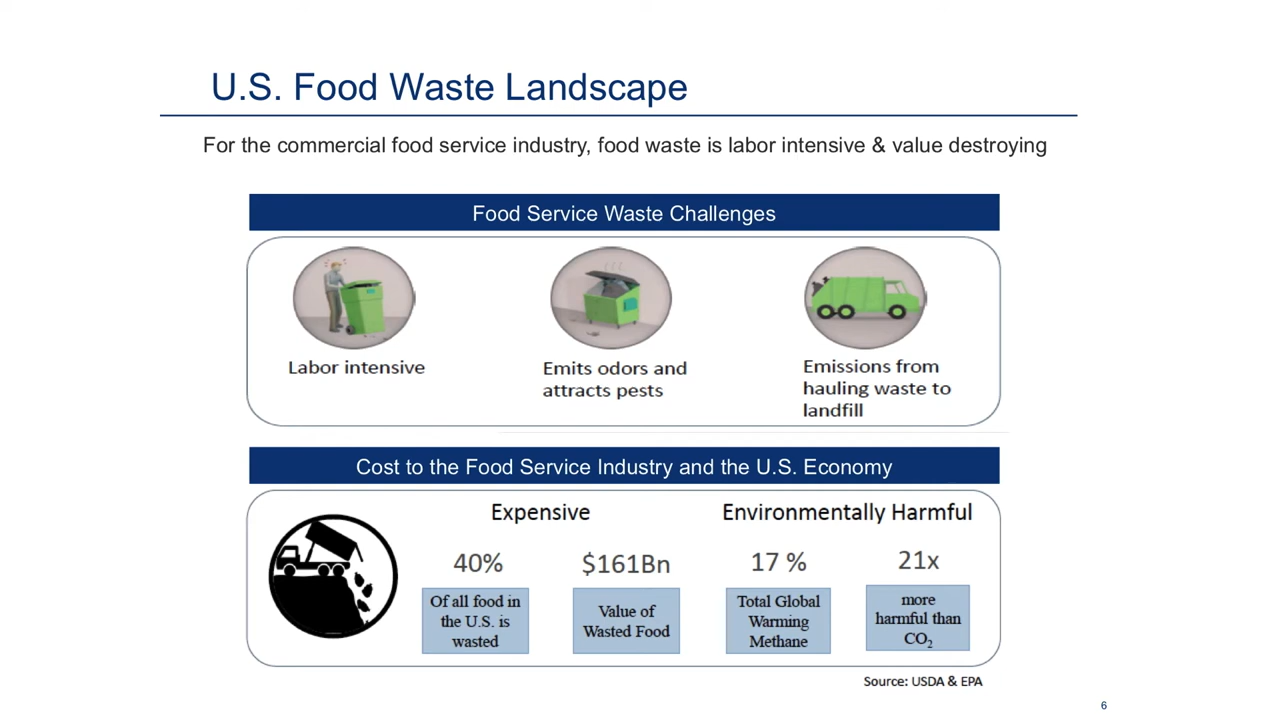 U.S. Food Waste Landscape
For the commercial food service industry, food waste is labor intensive & value destroying
Food Service Waste Challenges
Labor intensive
Emits odors and
attracts pests
Emissions from
hauling waste to
landfill
Cost to the Food Service Industry and the U.S. Economy
Expensive
40%
Of all food in
the U.S. is
wasted
$161Bn
Value of
Wasted Food
Environmentally Harmful
17 %
Total Global
Warming
Methane
21x
more
harmful than
CO₂
Source: USDA & EPA
6